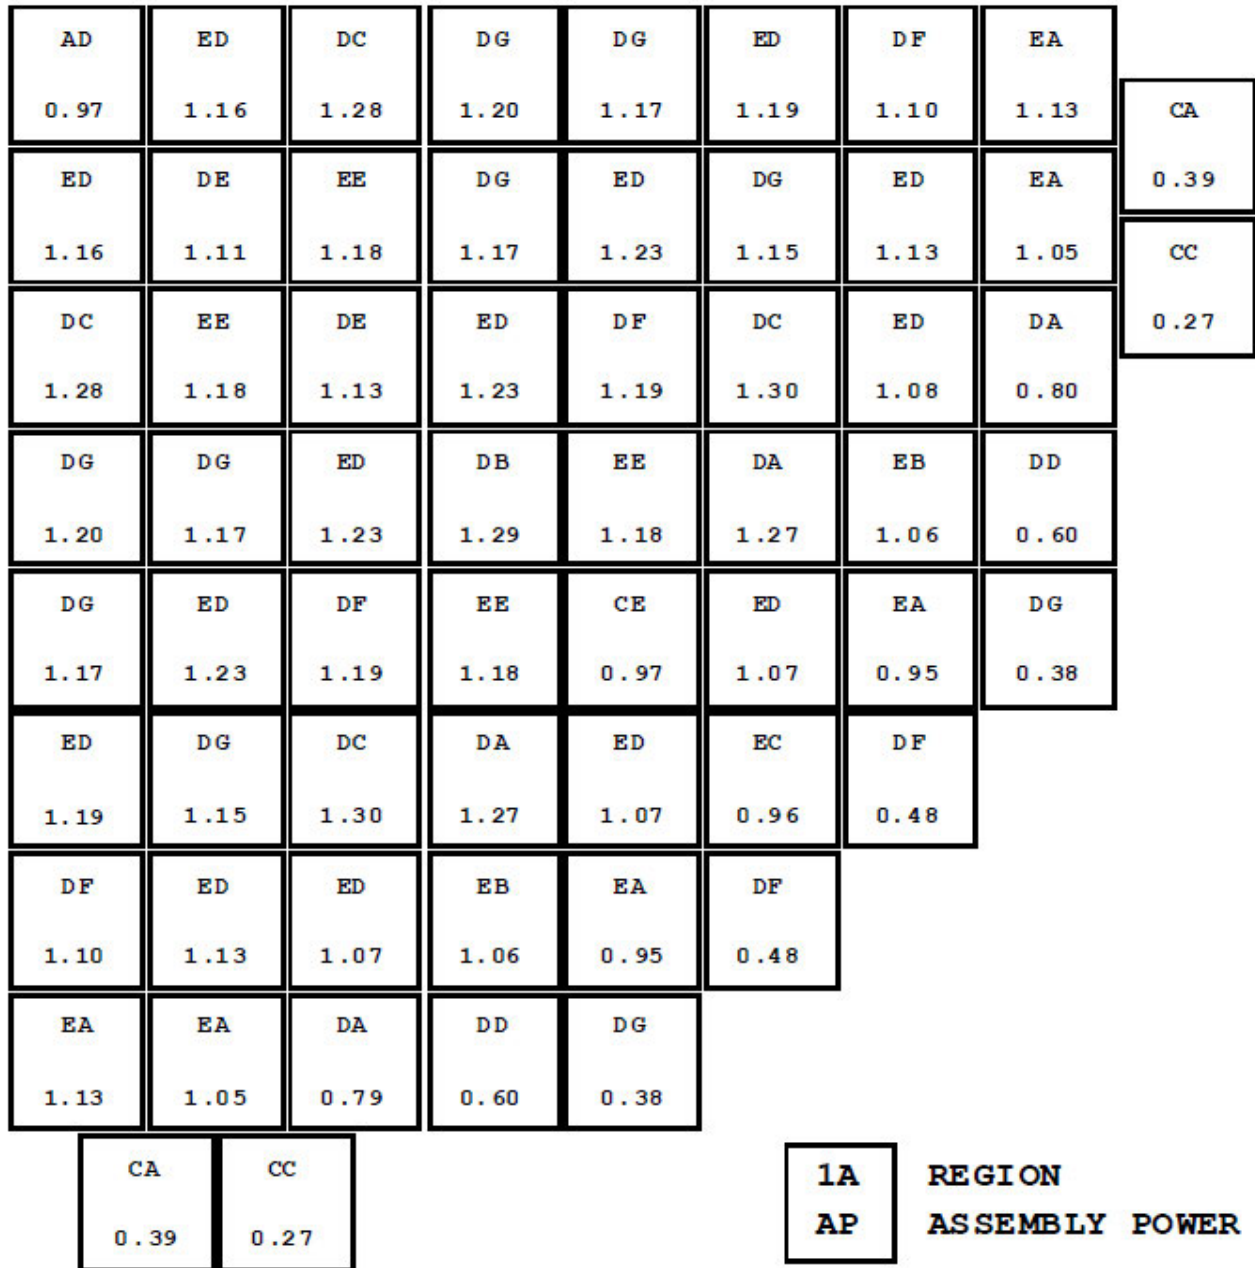 AD ED DC DG DG ED DF EA
0.97 1.16 1.28 1.20 1.17 1.19 1.10 1.13 CA
ED DE EE DG ED DG ED EA 0.39
1.16 1.11 1.18 1.17 1.23 1.15 1.13 1.05 CC
DC EE DE ED DF DC ED DA 0.27
1.28 1.18 1.13 1.23 1.19 1.30 1.08 0.80
DG DG ED DB EE DA EB DD
1.20 1.17 1.23 1.29 1.18 1.27 1.06 0.60
DG ED DF EE CE ED EA DG
1.17 1.23 1.19 1.18 0.97 1.07 0.95 0.38
ED DG DC DA ED EC DF
1.19 1.15 1.30 1.27 1.07 0.96 0.48
DF ED ED EB EA DF
1.10 1.13 1.07 1.06 0.95 0.48
EA EA DA DD DG
1.13 1.05 0.79 0.60 0.38
CA CC
0.39 0.27
1A REGION
AP ASSEMBLY POWER